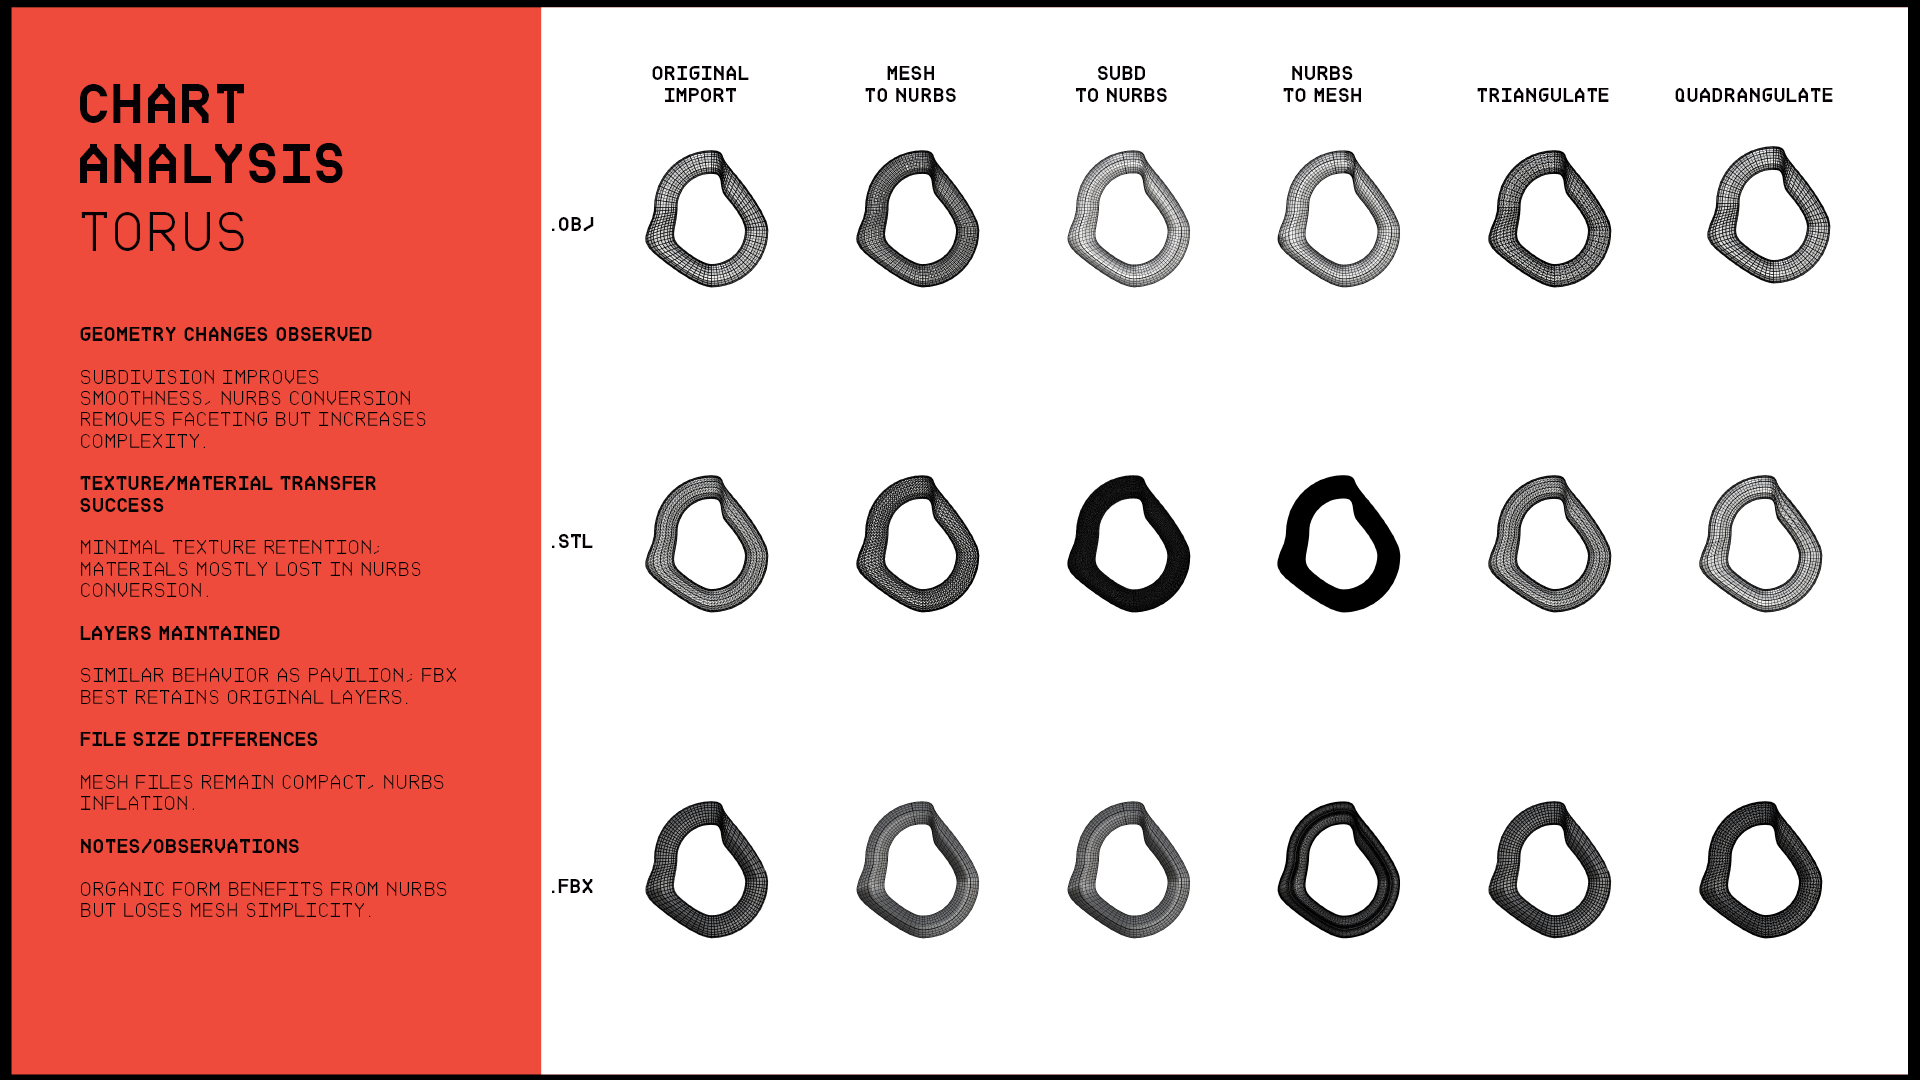 CHART
ANALYSIS
TORUS
GEOMETRY CHANGES OBSERVED
SUBDIVISION IMPROVES
SMOOTHNESS, NURBS CONVERSION
REMOVES FACETING BUT INCREASES
COMPLEXITY.
TEXTURE/MATERIAL TRANSFER
SUCCESS
MINIMAL TEXTURE RETENTION;
MATERIALS MOSTLY LOST IN NURBS
CONVERSION.
LAYERS MAINTAINED
SIMILAR BEHAVIOR AS PAVILION; FBX
BEST RETAINS ORIGINAL LAYERS.
FILE SIZE DIFFERENCES
MESH FILES REMAIN COMPACT, NURBS
INFLATION.
NOTES/OBSERVATIONS
ORGANIC FORM BENEFITS FROM NURBS
BUT LOSES MESH SIMPLICITY.
ORIGINAL
IMPORT
MESH
TO NURBS
SUBD
TO NURBS
NURBS
TO MESH
TRIANGULATE
QUADRANGULATE
.OBJ
.STL
.FBX